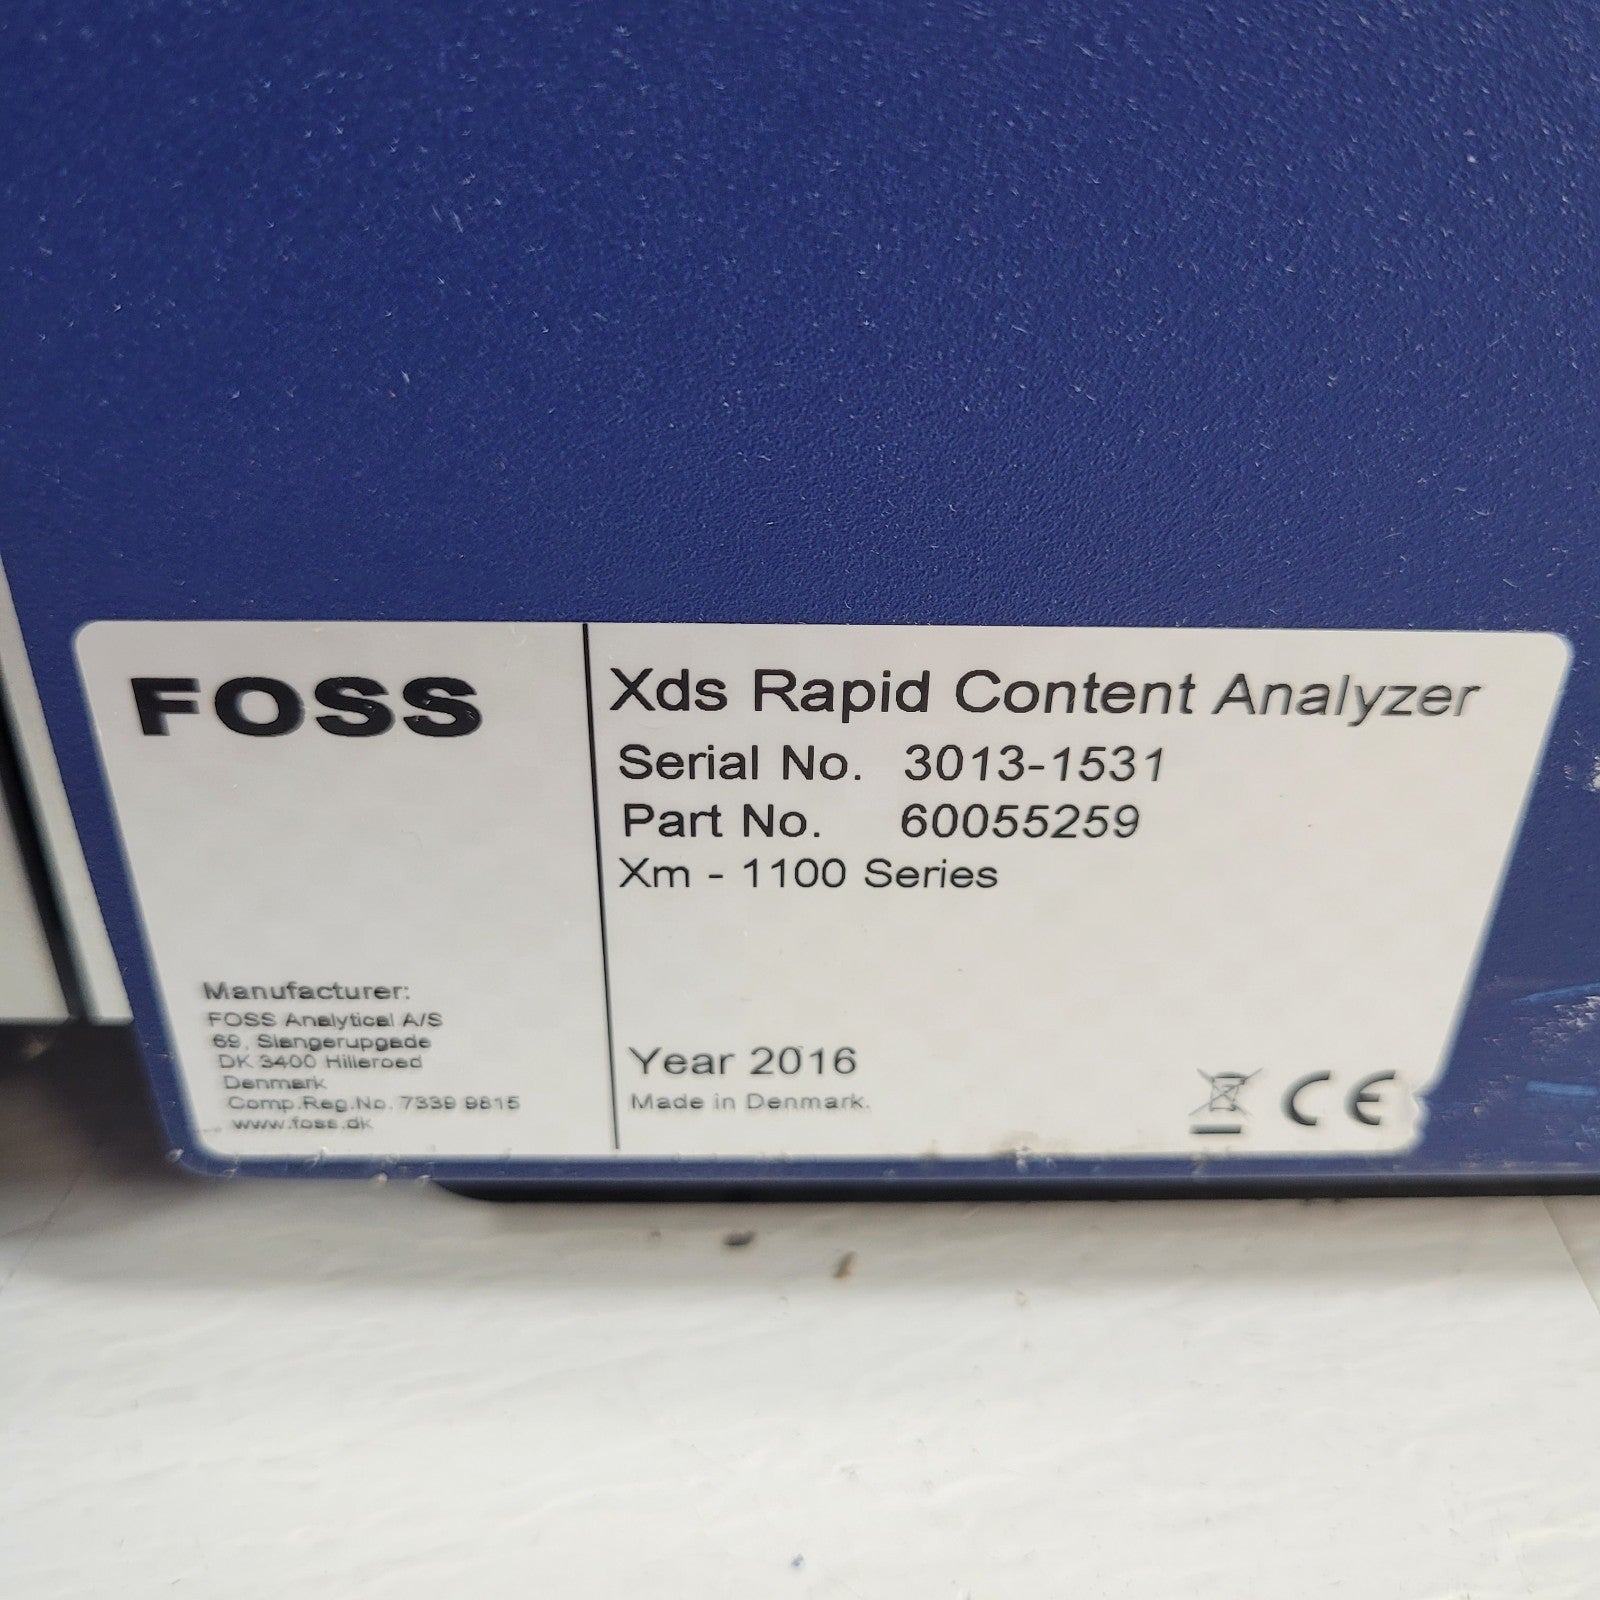 FOSS
Xds Rapid Content Analyzer
Serial No. 3013-1531
Part No. 60055259
Xm - 1100 Series
Manufacturer:
FOSS Analytical A/S
69, Slangerupgade
DK 3400 Hilleroed
Denmark
Comp.Reg.No. 7339 9815
www.foss.dk
Year 2016
Made in Denmark.
CE